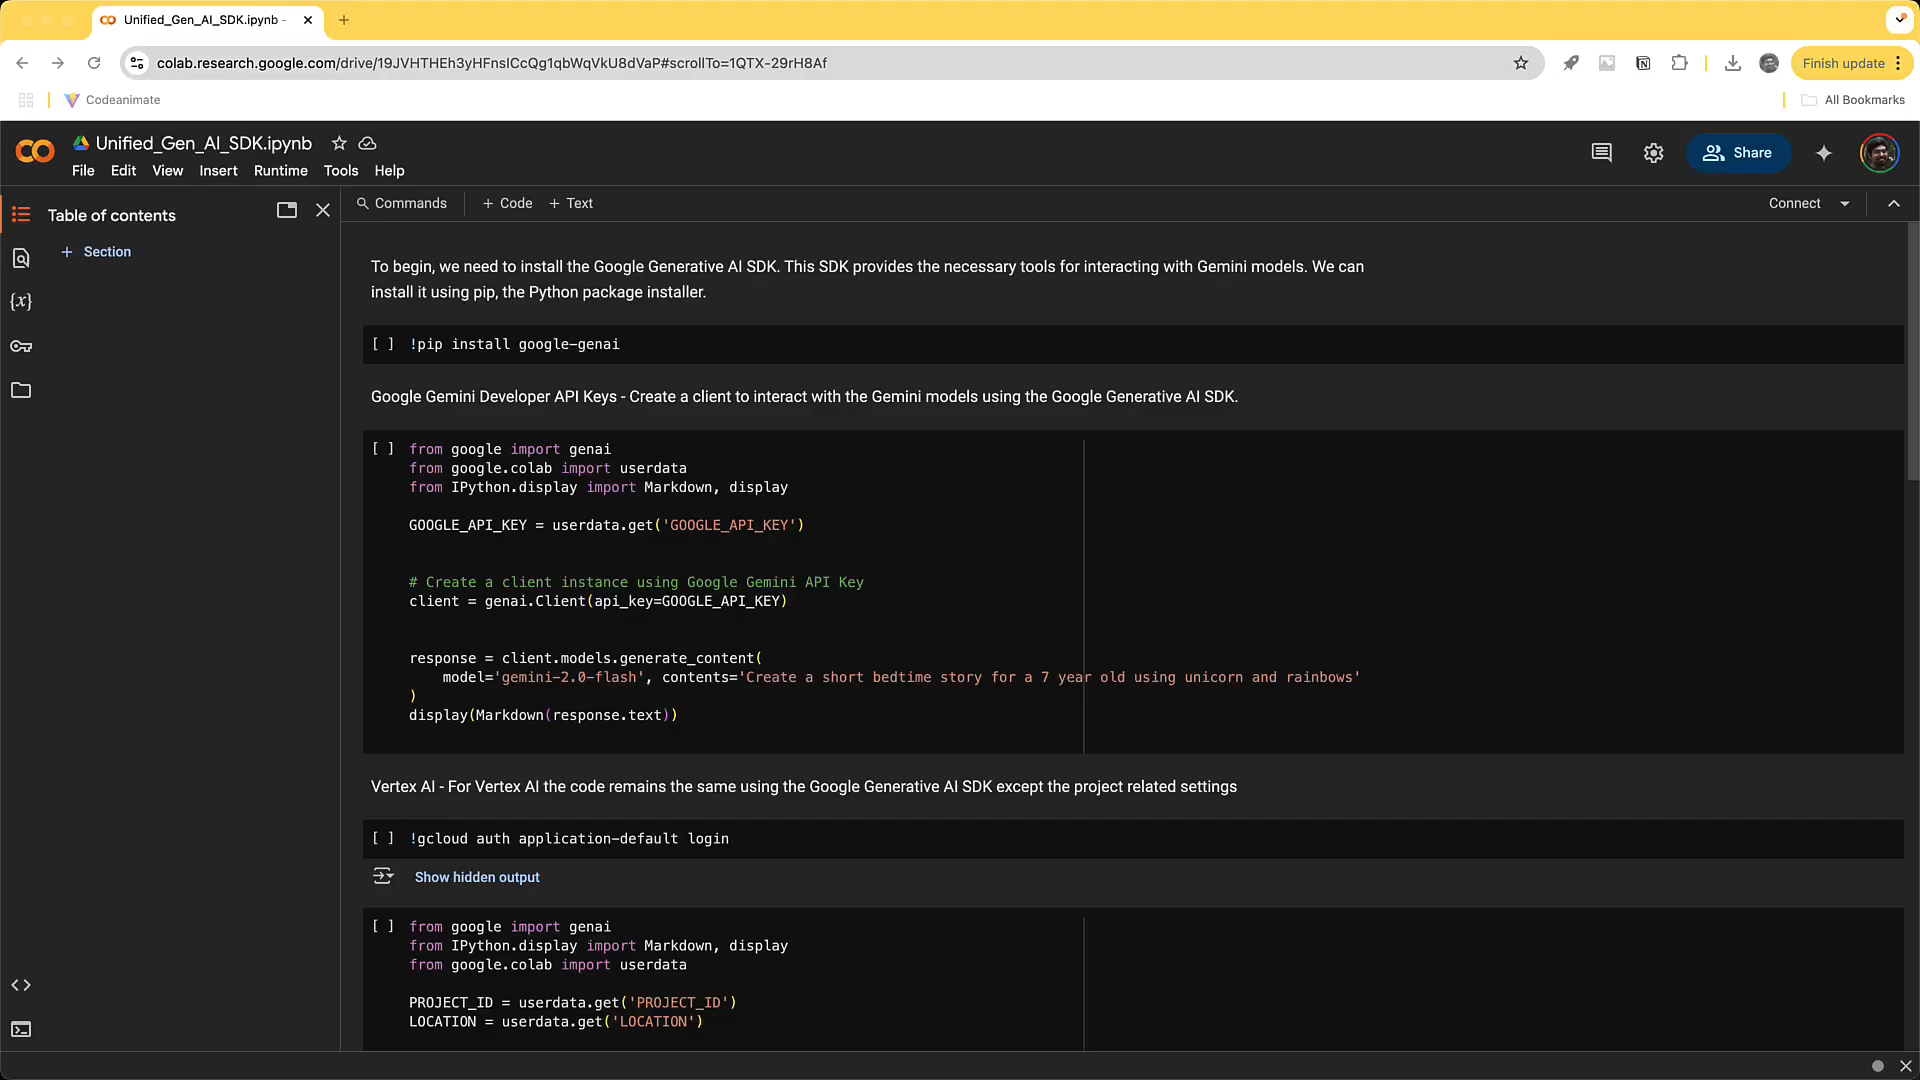 Unified_Gen_AI_SDK.ipynb -
colab.research.google.com/drive/19JVHTHEh3yHFnsICcQg1qbWqVkU8dVaP#scrollTo=1QTX-29rH8Af
Finish update
Codeanimate
All Bookmarks
Unified_Gen_AI_SDK.ipynb
File Edit View Insert Runtime Tools Help
Share
Table of contents
Commands + Code + Text
Connect
+ Section
To begin, we need to install the Google Generative AI SDK. This SDK provides the necessary tools for interacting with Gemini models. We can
install it using pip, the Python package installer.
[ ] !pip install google-genai
Google Gemini Developer API Keys - Create a client to interact with the Gemini models using the Google Generative AI SDK.
[ ] from google import genai
from google.colab import userdata
from IPython.display import Markdown, display
GOOGLE_API_KEY = userdata.get('GOOGLE_API_KEY')
# Create a client instance using Google Gemini API Key
client = genai.Client(api_key=GOOGLE_API_KEY)
response = client.models.generate_content(
model='gemini-2.0-flash', contents='Create a short bedtime story for a 7 year old using unicorn and rainbows'
)
display(Markdown(response.text))
Vertex AI - For Vertex AI the code remains the same using the Google Generative AI SDK except the project related settings
[ ] !gcloud auth application-default login
Show hidden output
[ ] from google import genai
from IPython.display import Markdown, display
from google.colab import userdata
PROJECT_ID = userdata.get('PROJECT_ID')
LOCATION = userdata.get('LOCATION')